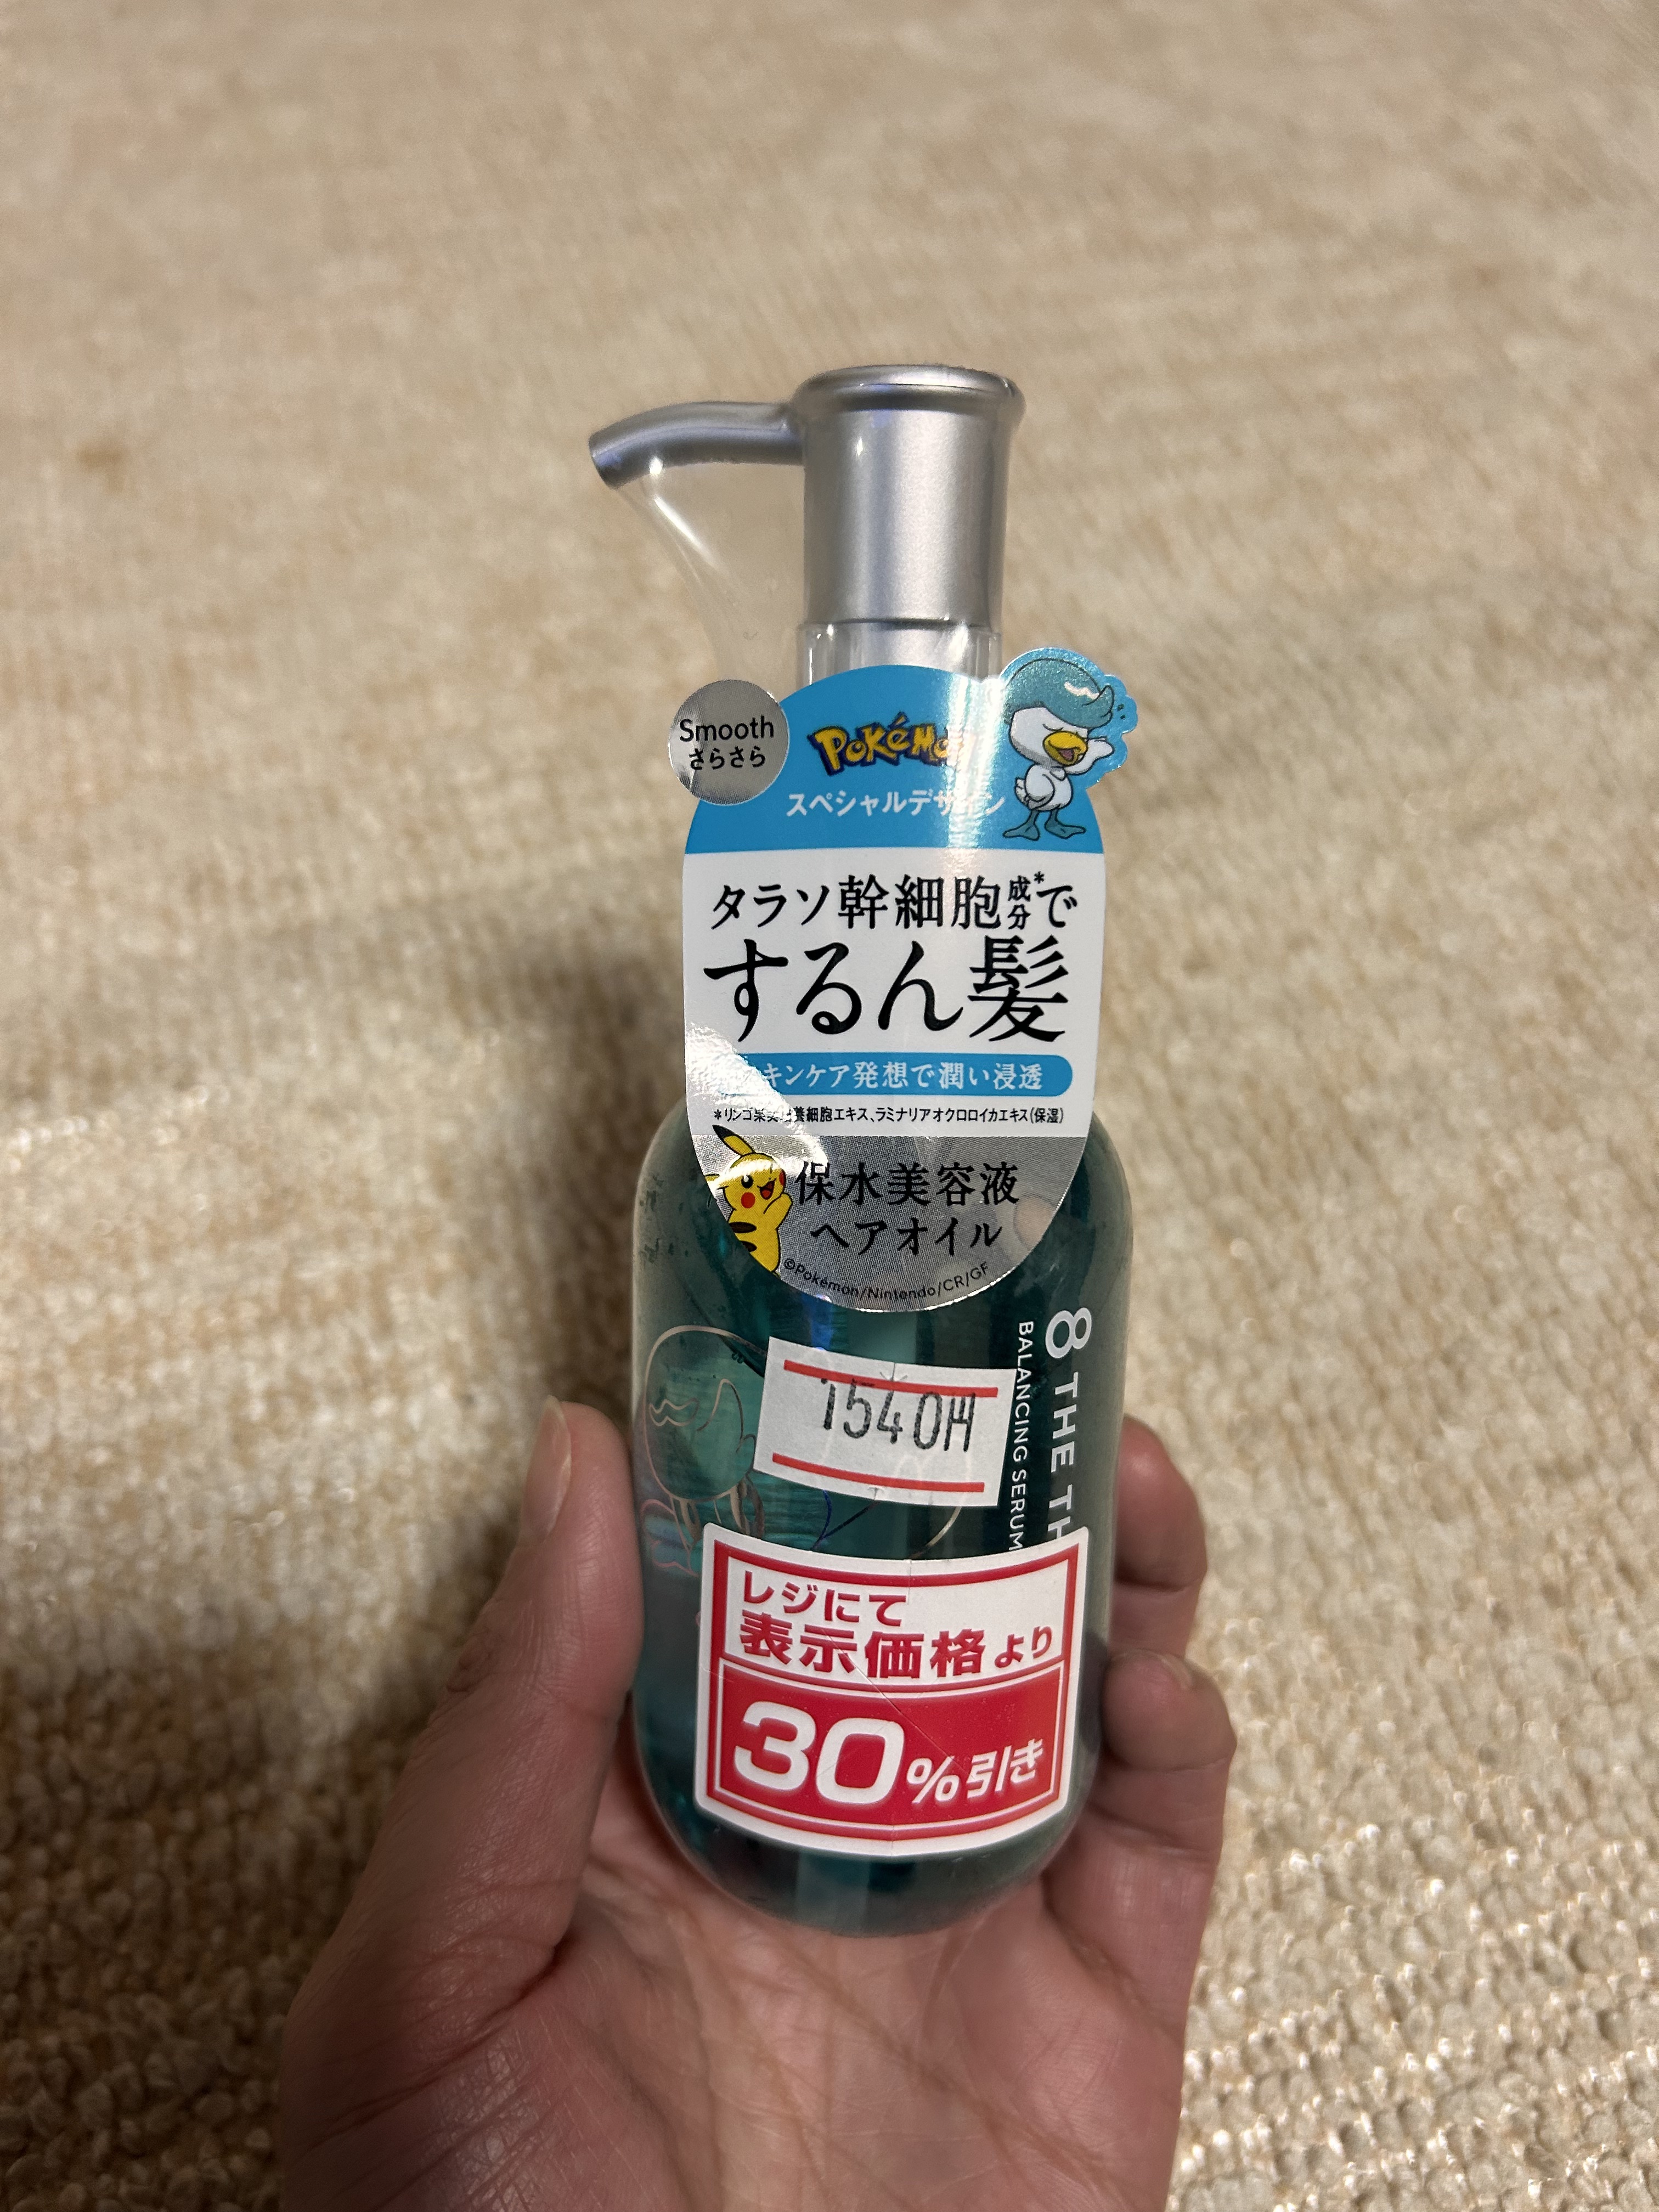 Smooth
さらさら
Pokémon
スペシャルデザイン
タラソ幹細胞成分*で
するん髪
キンケア発想で潤い浸透
*リンゴ果実培養細胞エキス、ラミナリアオクロロイカエキス(保湿)
保水美容液
ヘアオイル
©Pokémon/Nintendo/CR/GF
8 THE TH
BALANCING SERUM
1540円
レジにて
表示価格より
30%引き